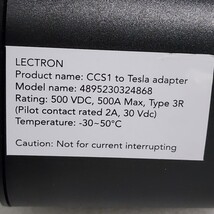 LECTRON
Product name: CCS1 to Tesla adapter
Model name: 4895230324868
Rating: 500 VDC, 500A Max, Type 3R
(Pilot contact rated 2A, 30 Vdc)
Temperature: -30~50°C
Caution: Not for current interrupting